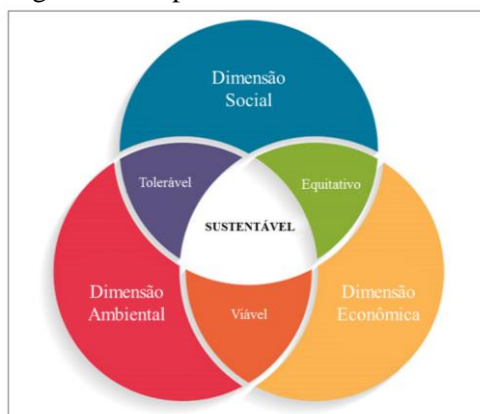 Dimensão
Social
Tolerável
Equitativo
SUSTENTÁVEL
Dimensão
Ambiental
Viável
Dimensão
Econômica